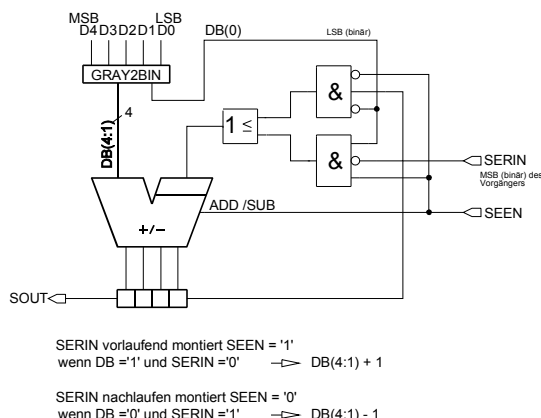 MSB LSB
D4 D3 D2 D1 D0
DB(0)
LSB (binär)
GRAY2BIN
4
DB(4:1)
&
1 ≤
&
SERIN
MSB (binär) des
Vorgängers
ADD /SUB
SEEN
+/−
SOUT
SERIN vorlaufend montiert SEEN = '1'
wenn DB ='1' und SERIN ='0' DB(4:1) + 1
SERIN nachlaufen montiert SEEN = '0'
wenn DB ='0' und SERIN ='1' DB(4:1) - 1